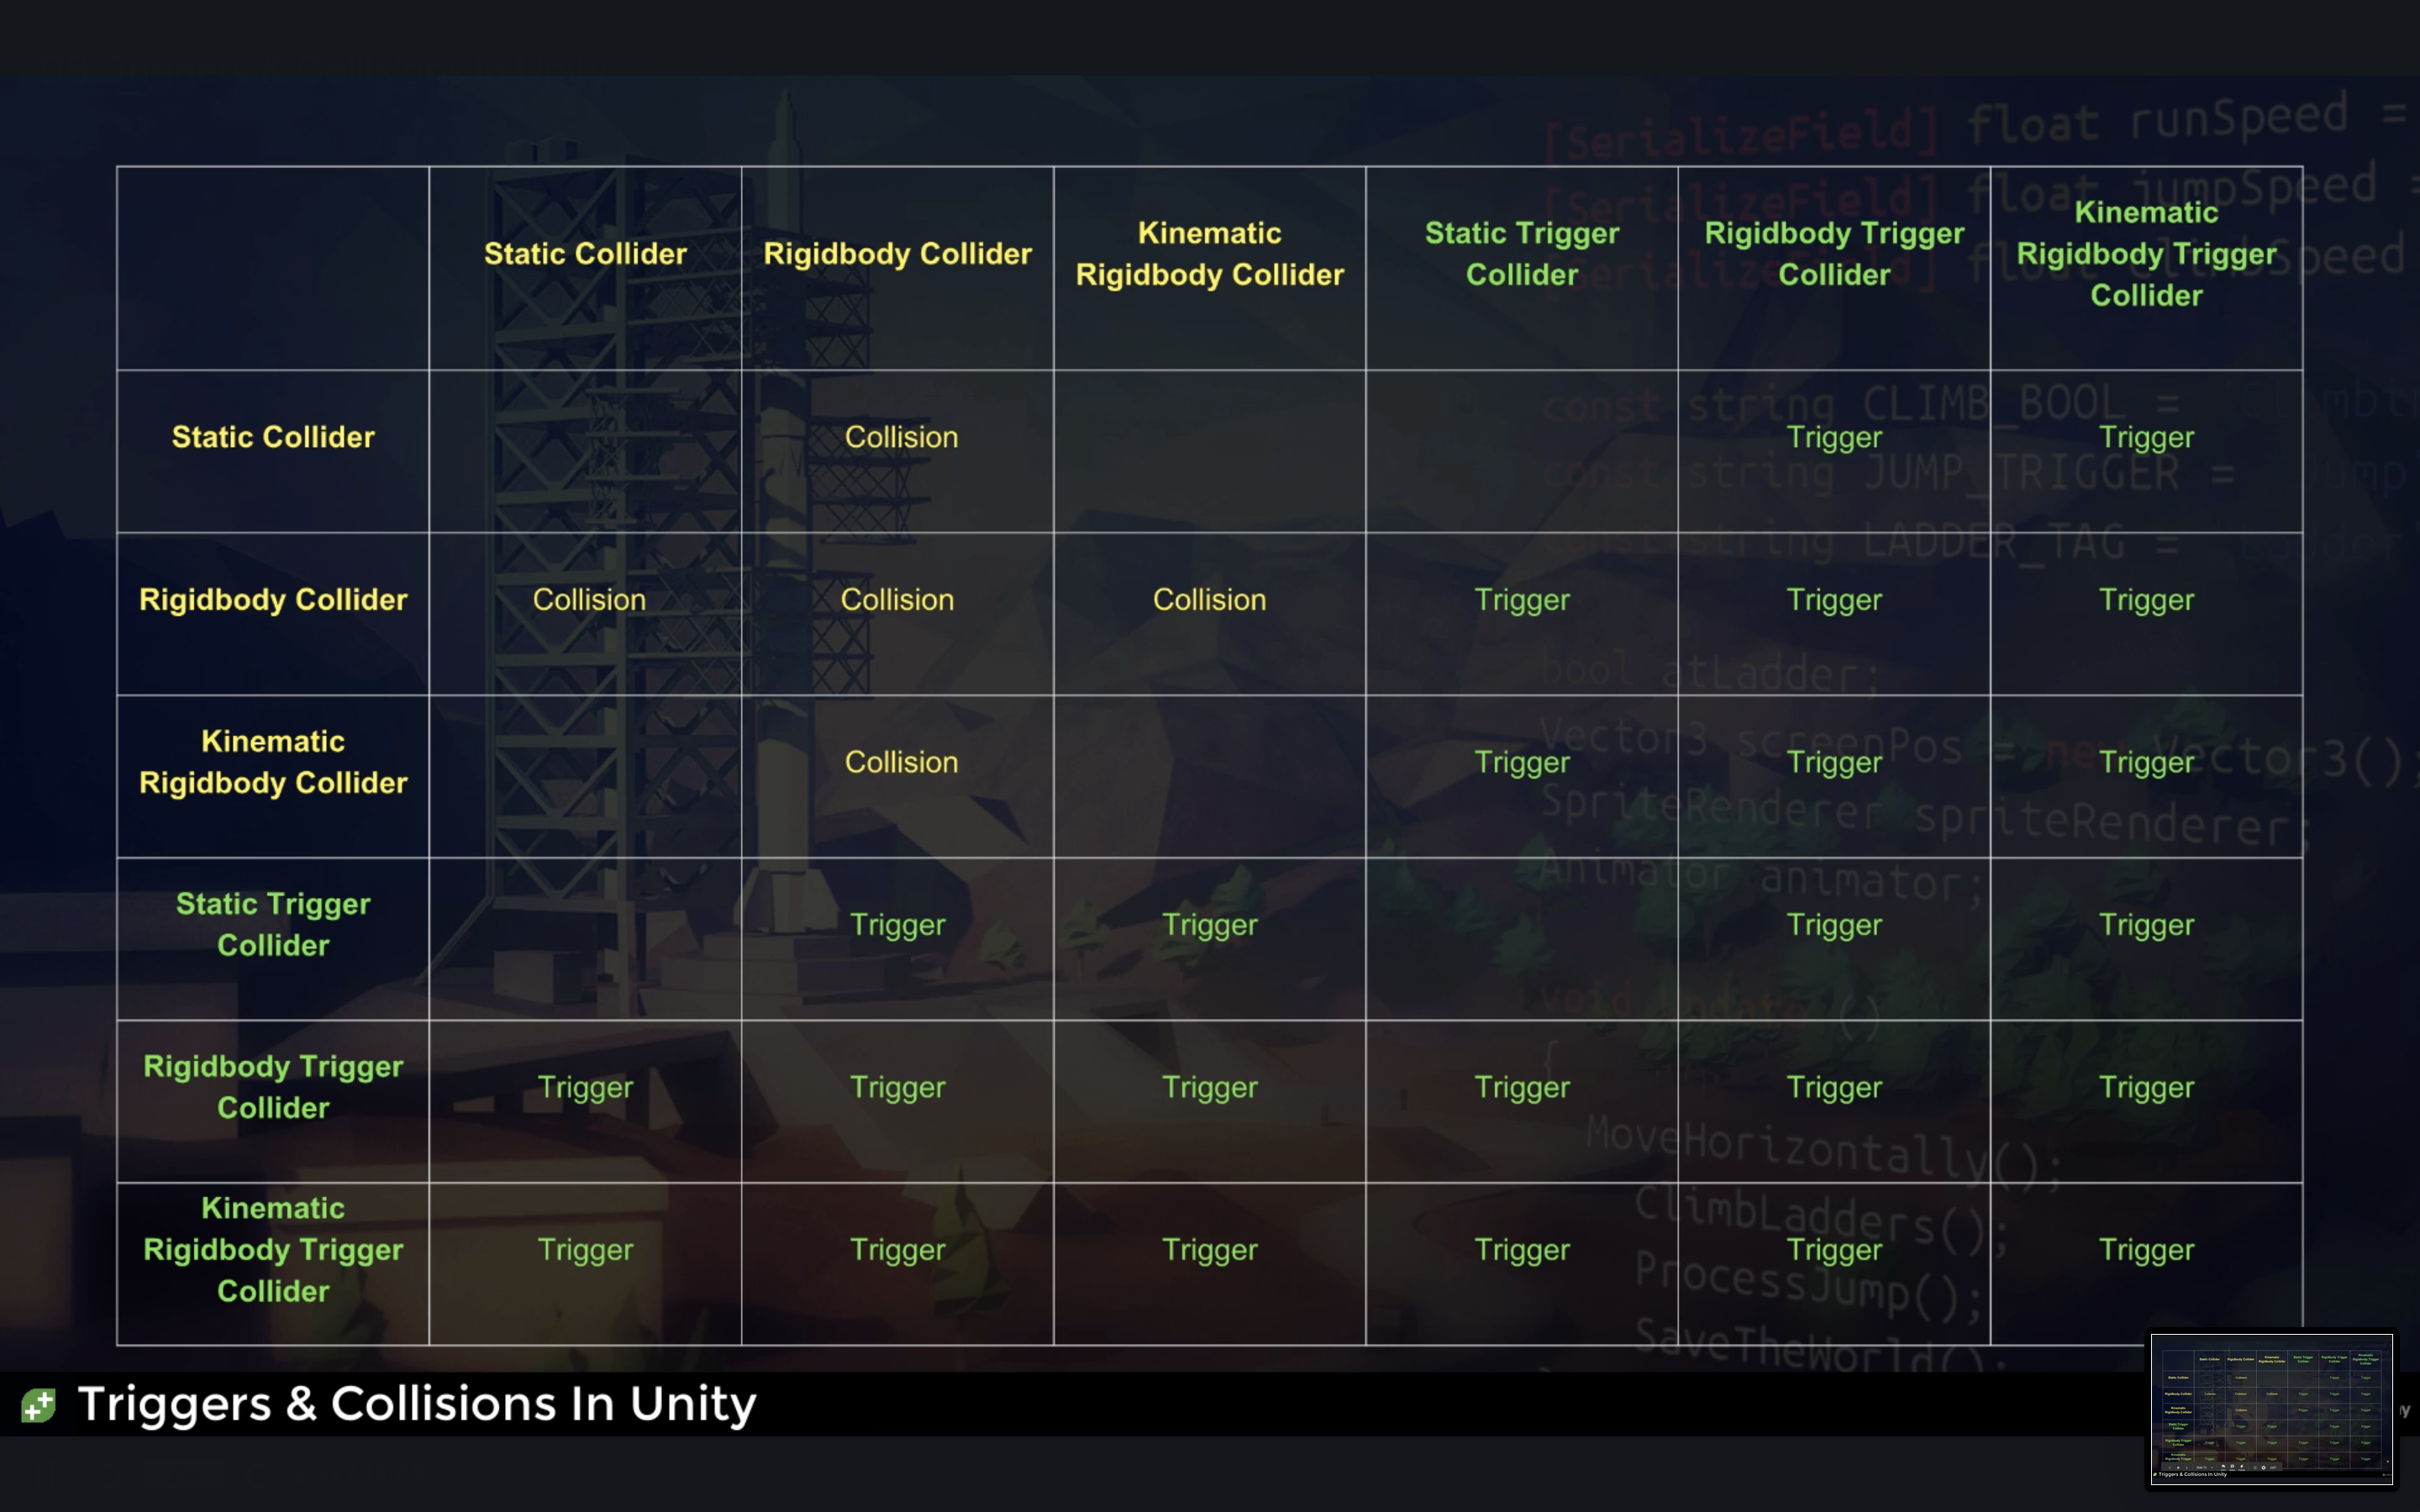 [SerializeField] float runSpeed =
[SerializeField] float jumpSpeed =
[SerializeField] float climbSpeed
Static Collider
Rigidbody Collider
Kinematic
Rigidbody Collider
Static Trigger
Collider
Rigidbody Trigger
Collider
Kinematic
Rigidbody Trigger
Collider
const string CLIMB_BOOL =
const string JUMP_TRIGGER =
const string LADDER_TAG =
Static Collider
Collision
Trigger
Trigger
Rigidbody Collider
Collision
Collision
Collision
Trigger
Trigger
Trigger
bool atLadder;
Vector3 screenPos = new Vector3();
SpriteRenderer spriteRenderer;
Animator animator;
Kinematic
Rigidbody Collider
Collision
Trigger
Trigger
Trigger
Static Trigger
Collider
Trigger
Trigger
Trigger
Trigger
void Update ()
{
Rigidbody Trigger
Collider
Trigger
Trigger
Trigger
Trigger
Trigger
Trigger
MoveHorizontally();
ClimbLadders();
ProcessJump();
SaveTheWorld();
Kinematic
Rigidbody Trigger
Collider
Trigger
Trigger
Trigger
Trigger
Trigger
Trigger
Triggers & Collisions In Unity
Triggers & Collisions In Unity